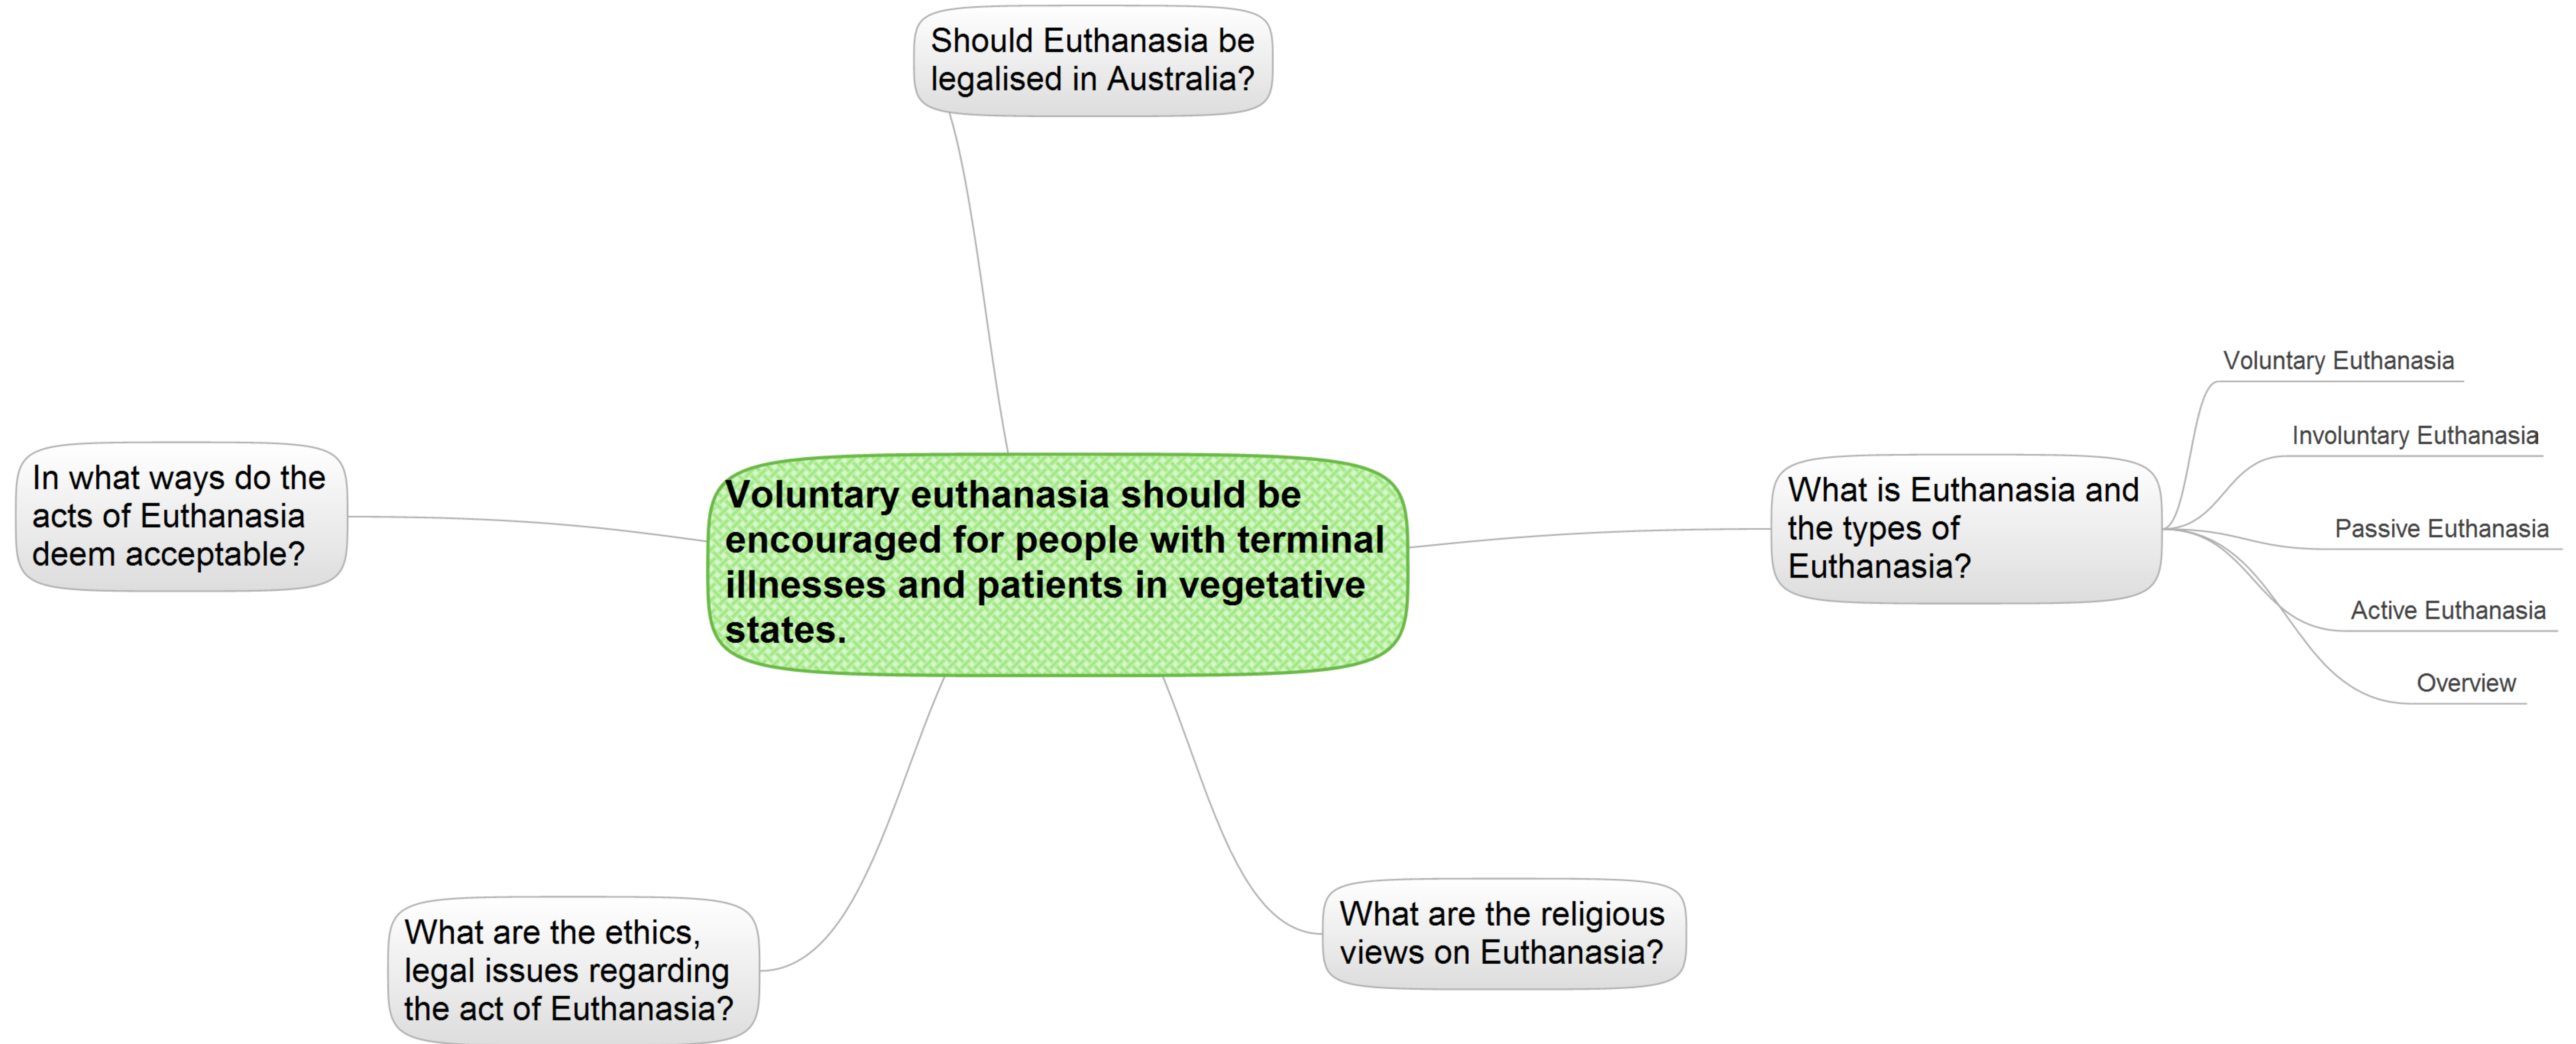 Should Euthanasia be
legalised in Australia?
In what ways do the
acts of Euthanasia
deem acceptable?
Voluntary euthanasia should be
encouraged for people with terminal
illnesses and patients in vegetative
states.
What is Euthanasia and
the types of
Euthanasia?
Voluntary Euthanasia
Involuntary Euthanasia
Passive Euthanasia
Active Euthanasia
Overview
What are the ethics,
legal issues regarding
the act of Euthanasia?
What are the religious
views on Euthanasia?